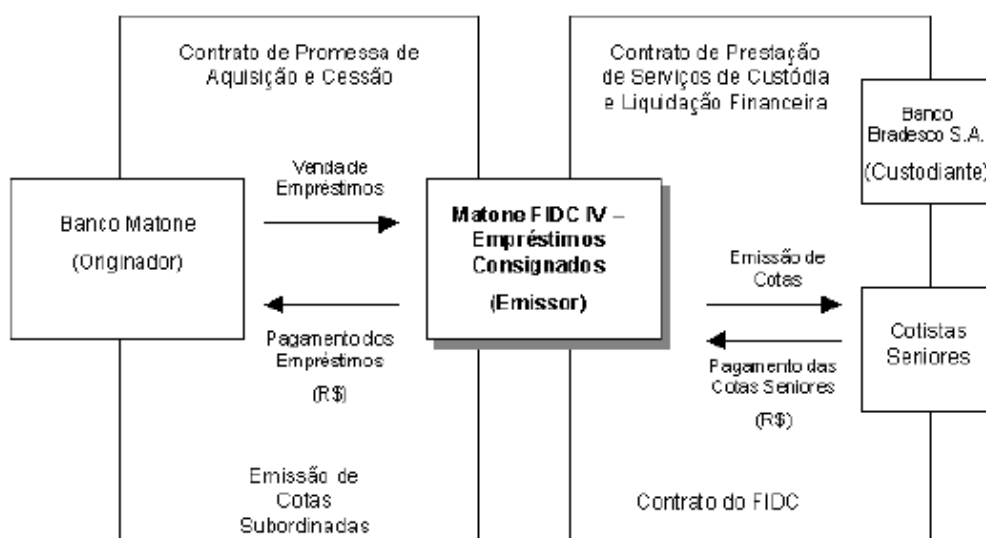 Contrato de Promessa de
Aquisição e Cessão
Contrato de Prestação
de Serviços de Custódia
e Liquidação Financeira
Banco
Bradesco S.A.
(Custodiante)
Venda de
Empréstimos
Banco Matone
(Originador)
Matone FIDC IV –
Empréstimos
Consignados
(Emissor)
Emissão de
Cotas
Pagamento dos
Empréstimos
(R$)
Cotistas
Seniores
Pagamento das
Cotas Seniores
(R$)
Emissão de
Cotas
Subordinadas
Contrato do FIDC